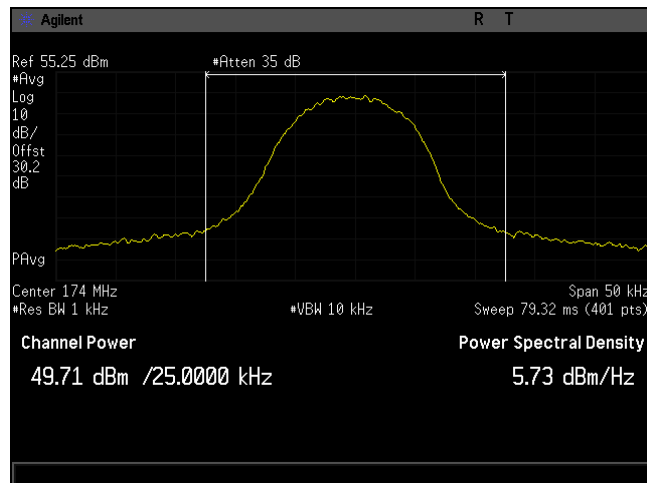 Agilent R T
Ref 55.25 dBm #Atten 35 dB
#Avg
Log
10
dB/
Offst
30.2
dB
PAvg
Center 174 MHz Span 50 kHz
#Res BW 1 kHz #VBW 10 kHz Sweep 79.32 ms (401 pts)
Channel Power Power Spectral Density
49.71 dBm /25.0000 kHz 5.73 dBm/Hz